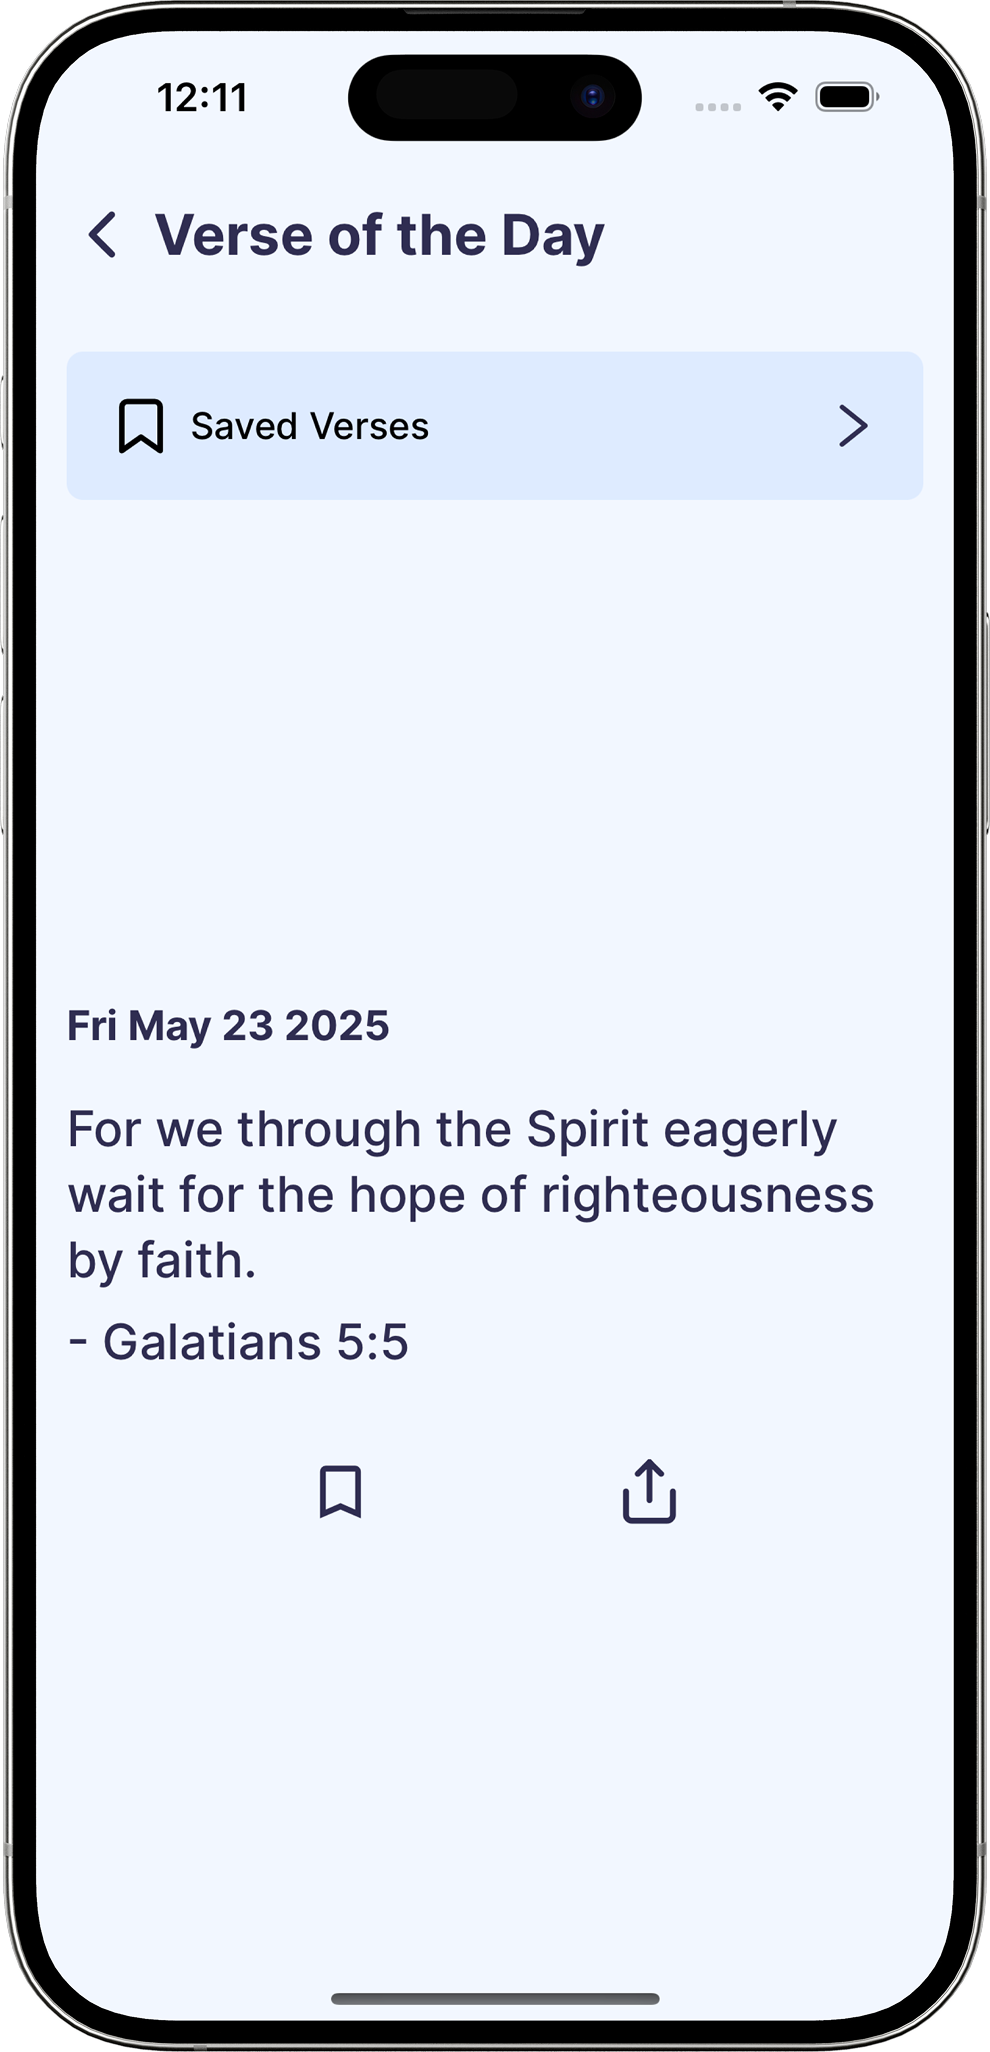 12:11
Verse of the Day
Saved Verses
Fri May 23 2025
For we through the Spirit eagerly
wait for the hope of righteousness
by faith.
- Galatians 5:5